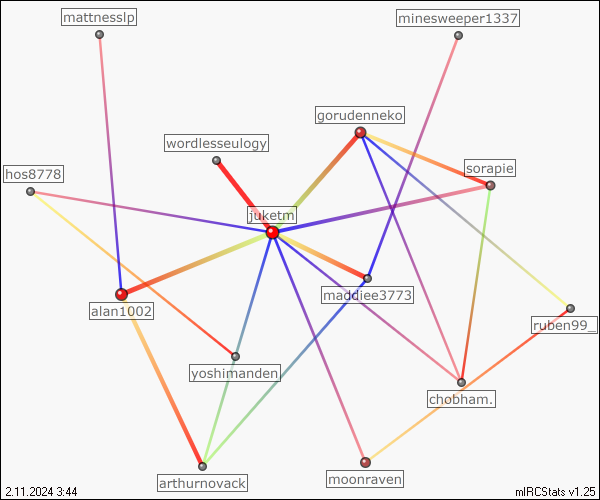 mattnesslp
minesweeper1337
gorudenneko
wordlesseulogy
sorapie
hos8778
juketm
maddiee3773
alan1002
ruben99_
yoshimanden
chobham.
arthurnovack
moonraven
2.11.2024 3:44
mIRCStats v1.25